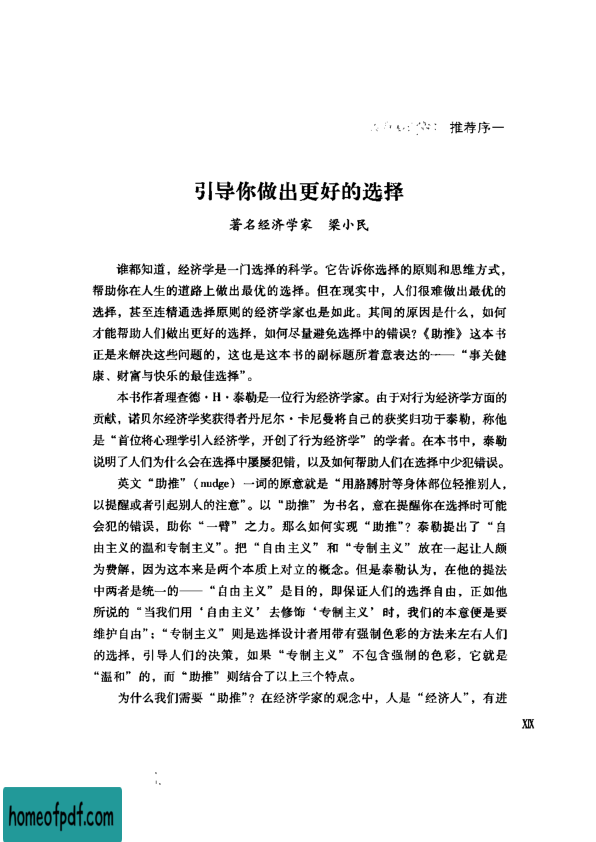 推荐序一
引导你做出更好的选择
著名经济学家 梁小民
谁都知道，经济学是一门选择的科学。它告诉你选择的原则和思维方式，
帮助你在人生的道路上做出最优的选择。但在现实中，人们很难做出最优的
选择，甚至连精通选择原则的经济学家也是如此。其间的原因是什么，如何
才能帮助人们做出更好的选择，如何尽量避免选择中的错误？《助推》这本书
正是来解决这些问题的，这也是这本书的副标题所着意表达的——“事关健
康、财富与快乐的最佳选择”。
本书作者理查德·H·泰勒是一位行为经济学家。由于对行为经济学方面的
贡献，诺贝尔经济学奖获得者丹尼尔·卡尼曼将自己的获奖归功于泰勒，称他
是“首位将心理学引入经济学，开创了行为经济学”的学者。在本书中，泰勒
说明了人们为什么会在选择中屡屡犯错，以及如何帮助人们在选择中少犯错误。
英文“助推”（nudge）一词的原意就是“用胳膊肘等身体部位轻推别人，
以提醒或者引起别人的注意”。以“助推”为书名，意在提醒你在选择时可能
会犯的错误，助你“一臂”之力。那么如何实现“助推”？泰勒提出了“自
由主义的温和专制主义”。把“自由主义”和“专制主义”放在一起让人颇
为费解，因为这本来是两个本质上对立的概念。但是泰勒认为，在他的提法
中两者是统一的——“自由主义”是目的，即保证人们的选择自由，正如他
所说的“当我们用‘自由主义’去修饰‘专制主义’时，我们的本意便是要
维护自由”；“专制主义”则是选择设计者用带有强制色彩的方法来左右人们
的选择，引导人们的决策，如果“专制主义”不包含强制的色彩，它就是
“温和”的，而“助推”则结合了以上三个特点。
为什么我们需要“助推”？在经济学家的观念中，人是“经济人”，有进
XIX
homeofpdf.com